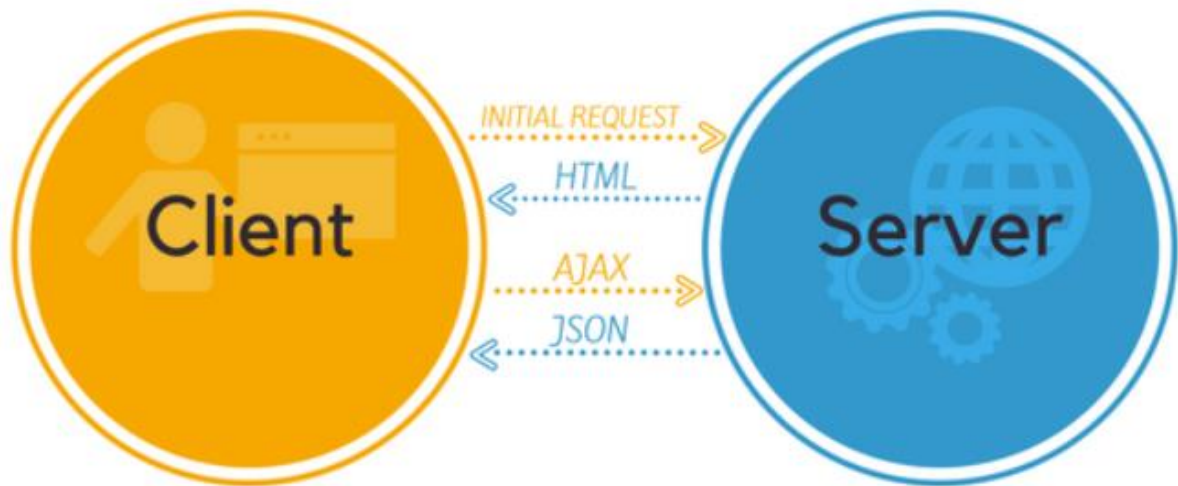 Client
INITIAL REQUEST
HTML
AJAX
JSON
Server